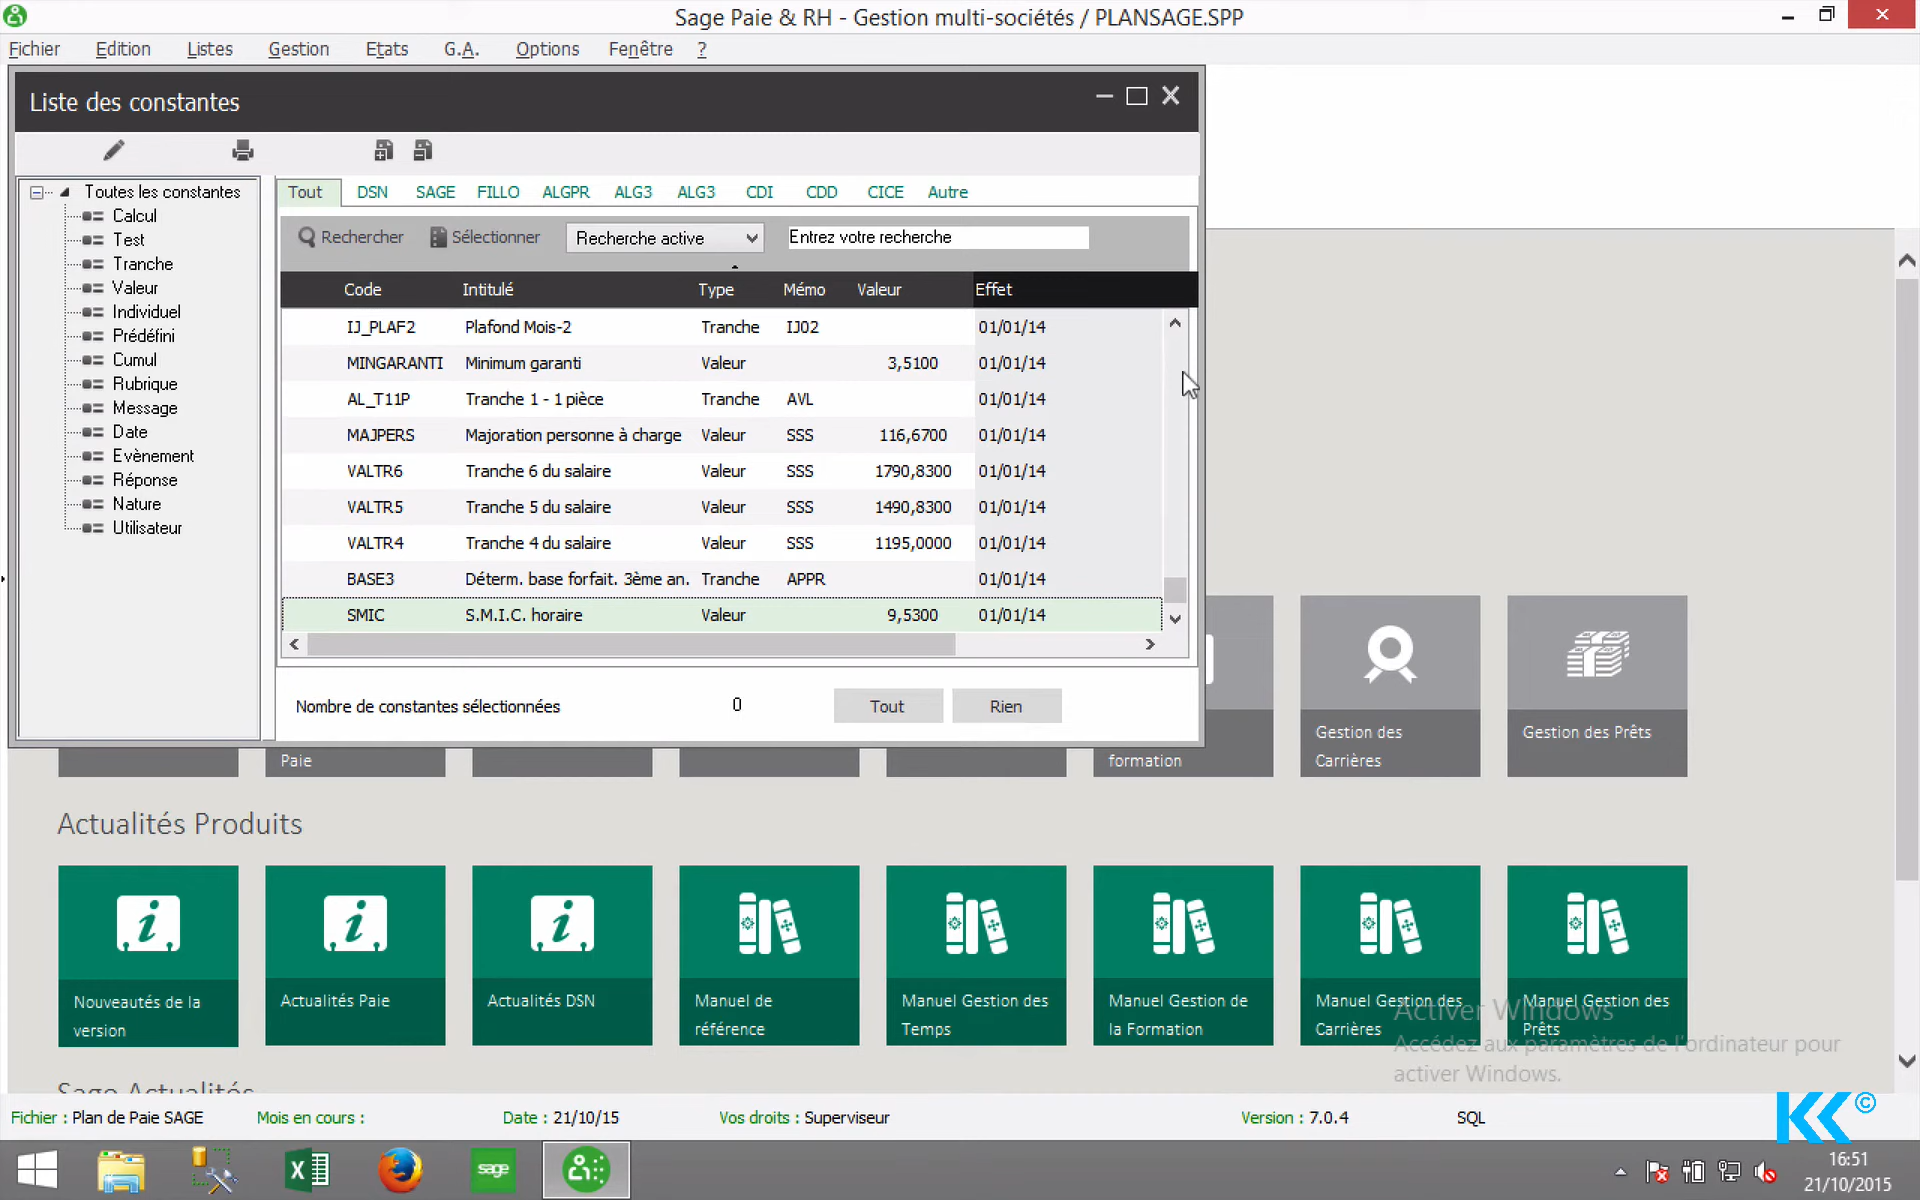 Sage Paie & RH - Gestion multi-sociétés / PLANSAGE.SPP
Fichier Edition Listes Gestion Etats G.A. Options Fenêtre ?
Liste des constantes
Toutes les constantes
Calcul
Test
Tranche
Valeur
Individuel
Prédéfini
Cumul
Rubrique
Message
Date
Evènement
Réponse
Nature
Utilisateur
Tout DSN SAGE FILLO ALGPR ALG3 ALG3 CDI CDD CICE Autre
Rechercher Sélectionner Recherche active Entrez votre recherche
Code Intitulé Type Mémo Valeur Effet
IJ_PLAF2 Plafond Mois-2 Tranche IJ02 01/01/14
MINGARANTI Minimum garanti Valeur 3,5100 01/01/14
AL_T11P Tranche 1 - 1 pièce Tranche AVL 01/01/14
MAJPERS Majoration personne à charge Valeur SSS 116,6700 01/01/14
VALTR6 Tranche 6 du salaire Valeur SSS 1790,8300 01/01/14
VALTR5 Tranche 5 du salaire Valeur SSS 1490,8300 01/01/14
VALTR4 Tranche 4 du salaire Valeur SSS 1195,0000 01/01/14
BASE3 Déterm. base forfait. 3ème an. Tranche APPR 01/01/14
SMIC S.M.I.C. horaire Valeur 9,5300 01/01/14
Nombre de constantes sélectionnées 0 Tout Rien
Paie
formation
Gestion des
Carrières
Gestion des Prêts
Actualités Produits
Nouveautés de la
version
Actualités Paie
Actualités DSN
Manuel de
référence
Manuel Gestion des
Temps
Manuel Gestion de
la Formation
Manuel Gestion des
Carrières
Manuel Gestion des
Prêts
Activer Windows
Accédez aux paramètres de l'ordinateur pour
activer Windows.
Sage Actualités
Fichier : Plan de Paie SAGE Mois en cours : Date : 21/10/15 Vos droits : Superviseur Version : 7.0.4 SQL
KK©
sage
16:51
21/10/2015